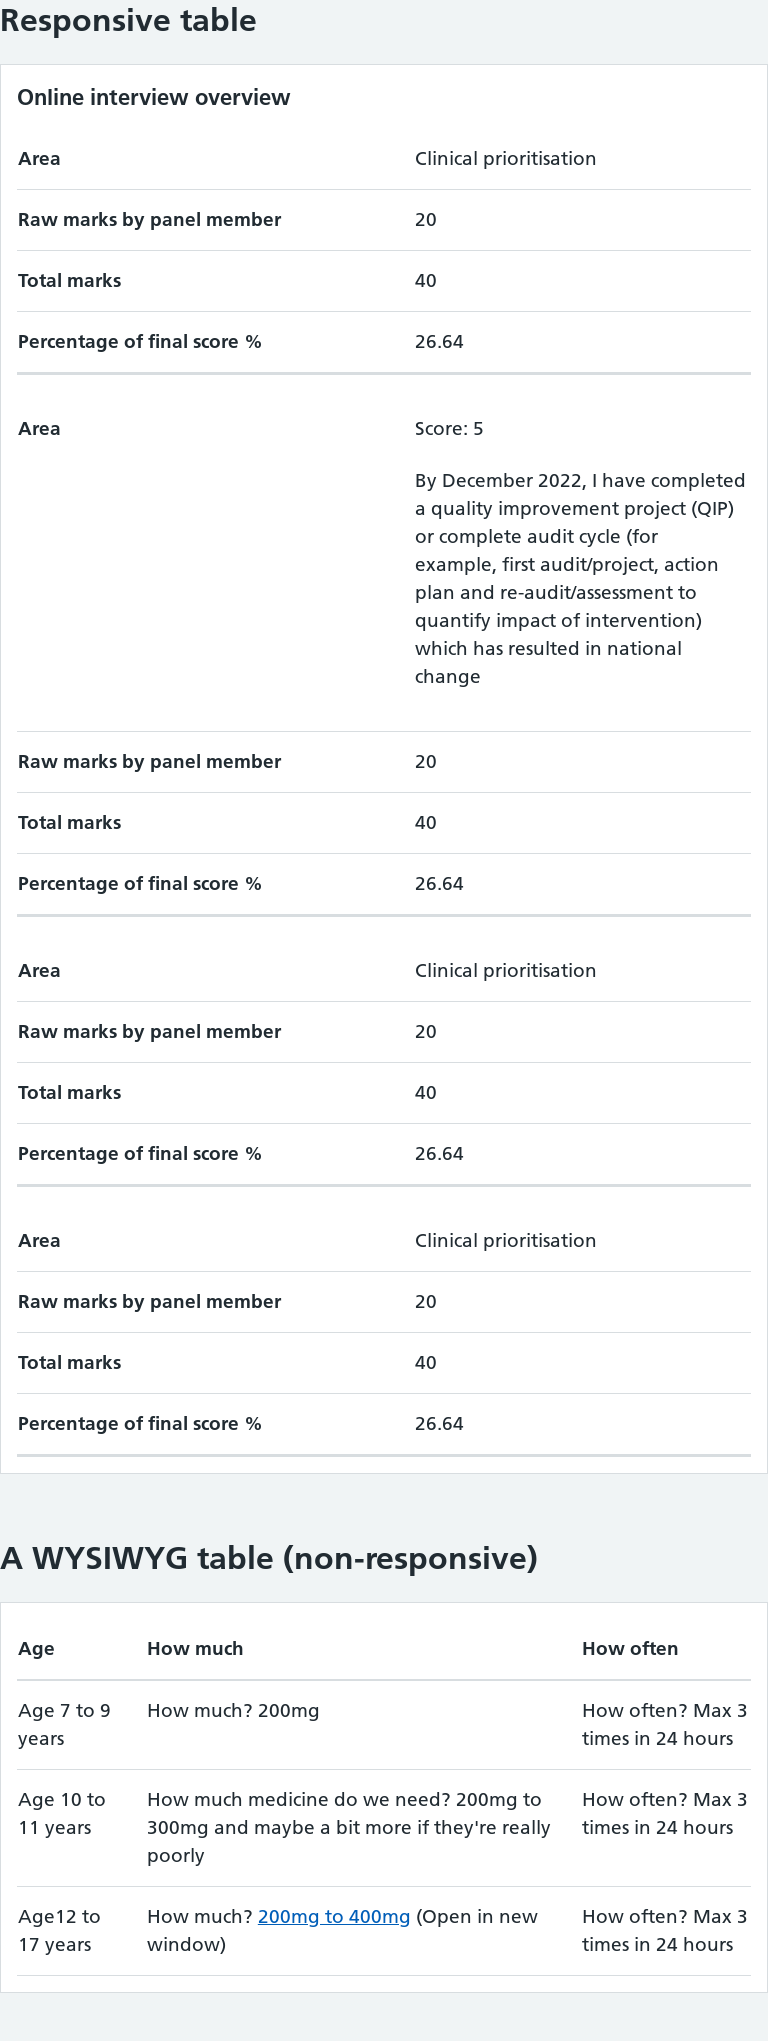 Responsive table
Online interview overview
Area Clinical prioritisation
Raw marks by panel member 20
Total marks 40
Percentage of final score % 26.64
Area Score: 5
By December 2022, I have completed
a quality improvement project (QIP)
or complete audit cycle (for
example, first audit/project, action
plan and re-audit/assessment to
quantify impact of intervention)
which has resulted in national
change
Raw marks by panel member 20
Total marks 40
Percentage of final score % 26.64
Area Clinical prioritisation
Raw marks by panel member 20
Total marks 40
Percentage of final score % 26.64
Area Clinical prioritisation
Raw marks by panel member 20
Total marks 40
Percentage of final score % 26.64
A WYSIWYG table (non-responsive)
Age How much How often
Age 7 to 9 How much? 200mg How often? Max 3
years times in 24 hours
Age 10 to How much medicine do we need? 200mg to How often? Max 3
11 years 300mg and maybe a bit more if they're really times in 24 hours
poorly
Age12 to How much? 200mg to 400mg (Open in new How often? Max 3
17 years window) times in 24 hours